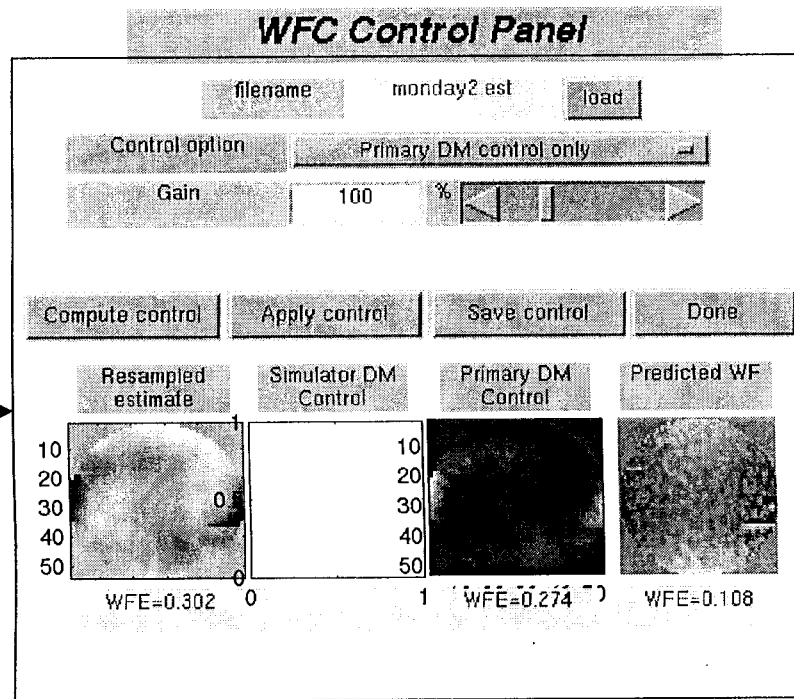 WFC Control Panel
filename monday2.est load
Control option Primary DM control only
Gain 100 %
Compute control Apply control Save control Done
Resampled estimate
Simulator DM Control
Primary DM Control
Predicted WF
10
20
30
40
50
1
0
0
0 1
10
20
30
40
50
WFE=0.302
WFE=0.274
WFE=0.108